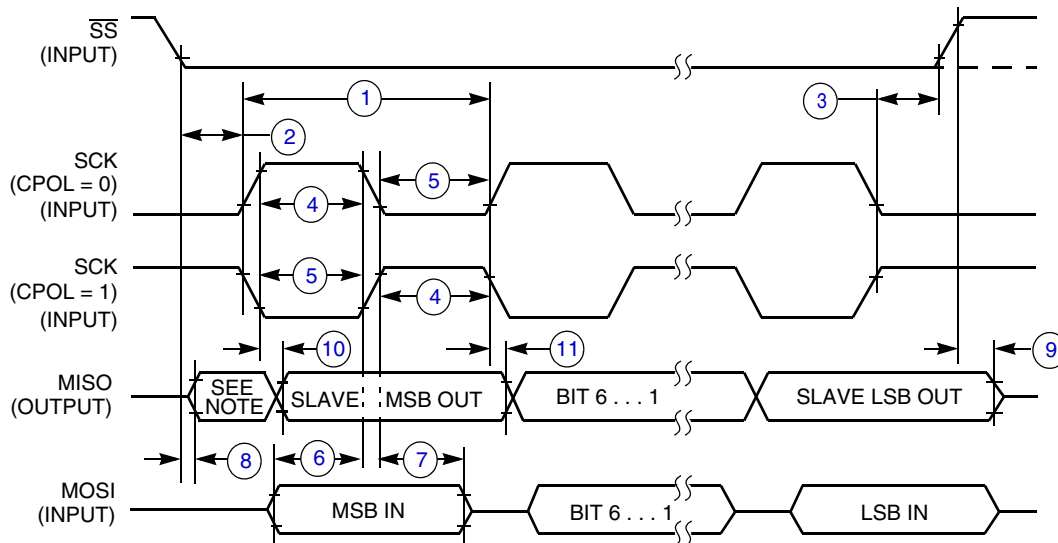 SS
(INPUT)
1
3
2
SCK
(CPOL = 0)
(INPUT)
5
4
SCK
(CPOL = 1)
(INPUT)
5
4
10
11
9
MISO
(OUTPUT)
SEE
NOTE
SLAVE
MSB OUT
BIT 6 . . . 1
SLAVE LSB OUT
8
6
7
MOSI
(INPUT)
MSB IN
BIT 6 . . . 1
LSB IN